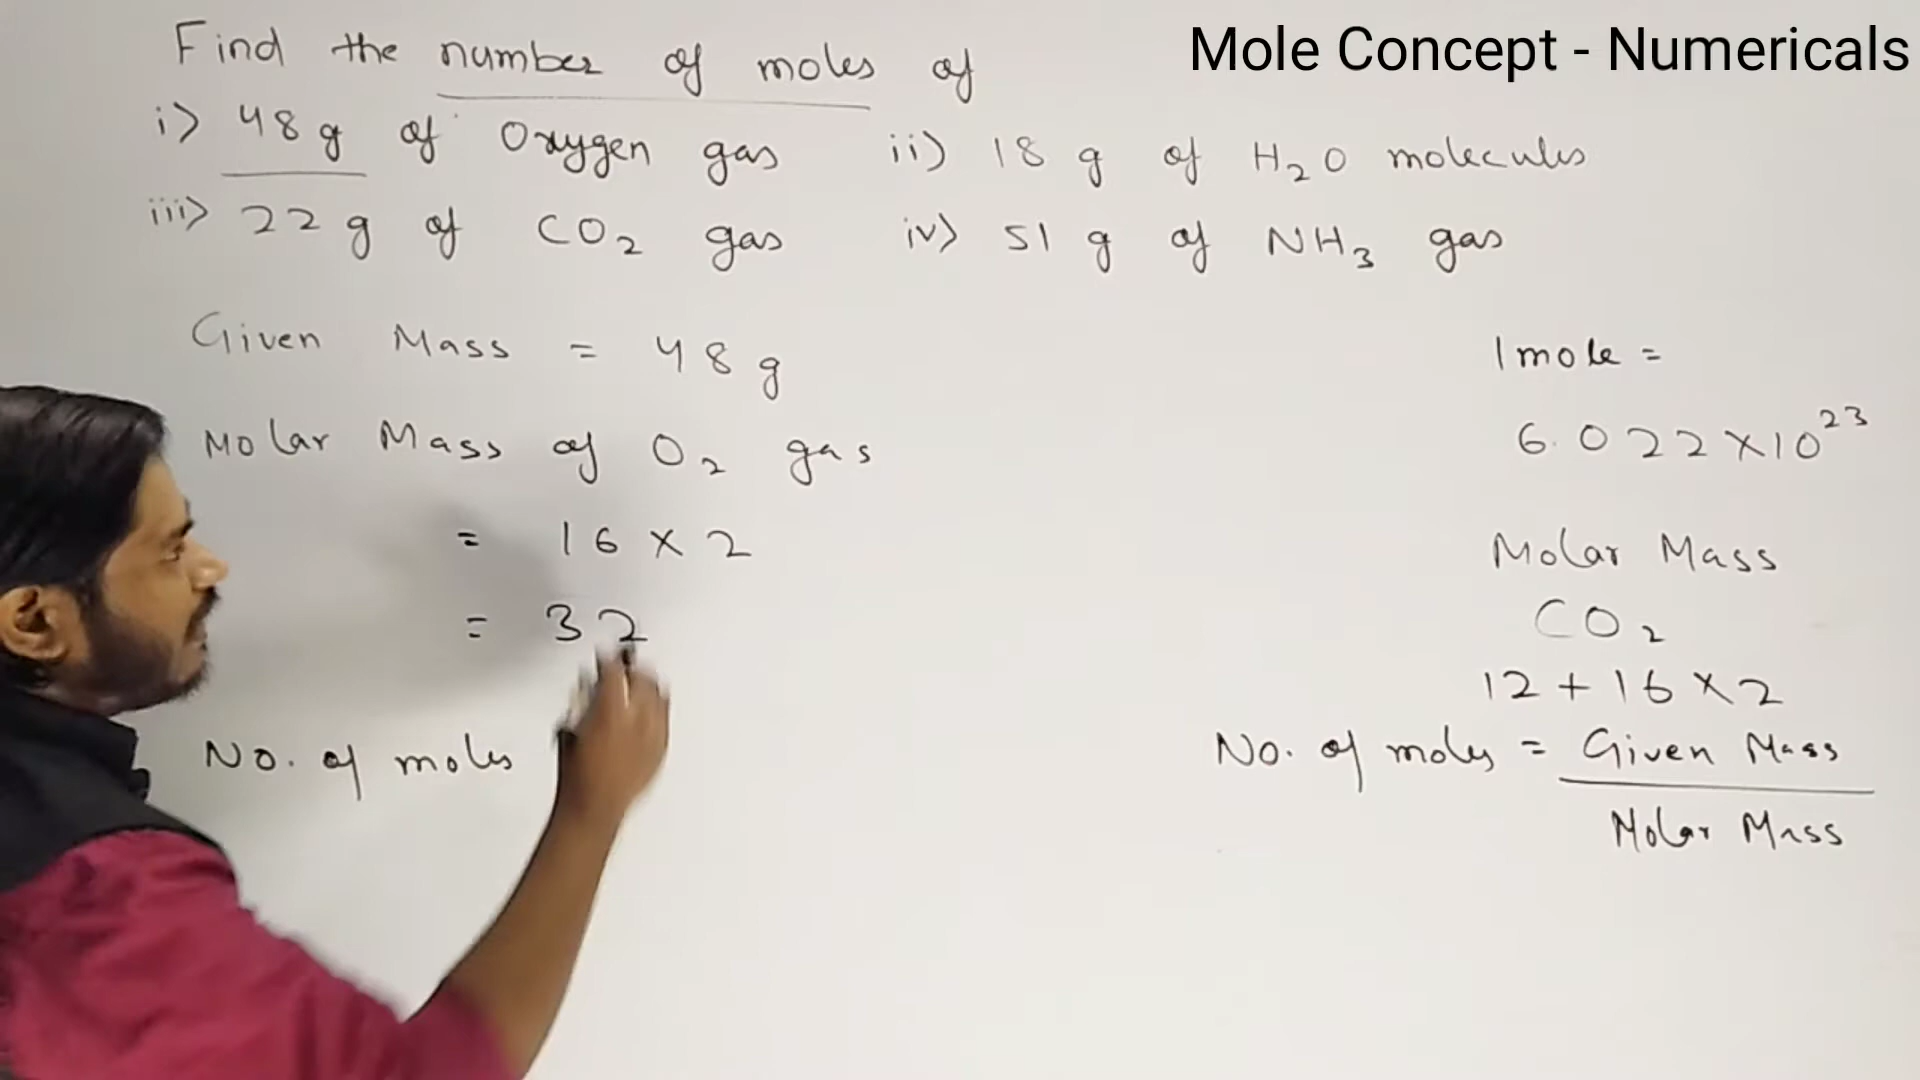 Mole Concept - Numericals
Find the number of moles of
i) 48 g of Oxygen gas ii) 18 g of H₂O molecules
iii) 22 g of CO₂ gas iv) 51 g of NH₃ gas
Given Mass = 48 g
Molar Mass of O₂ gas
= 16 × 2
= 32
No. of moles
1 mole =
6.022×10²³
Molar Mass
CO₂
12 + 16 × 2
No. of moles = Given Mass
Molar Mass